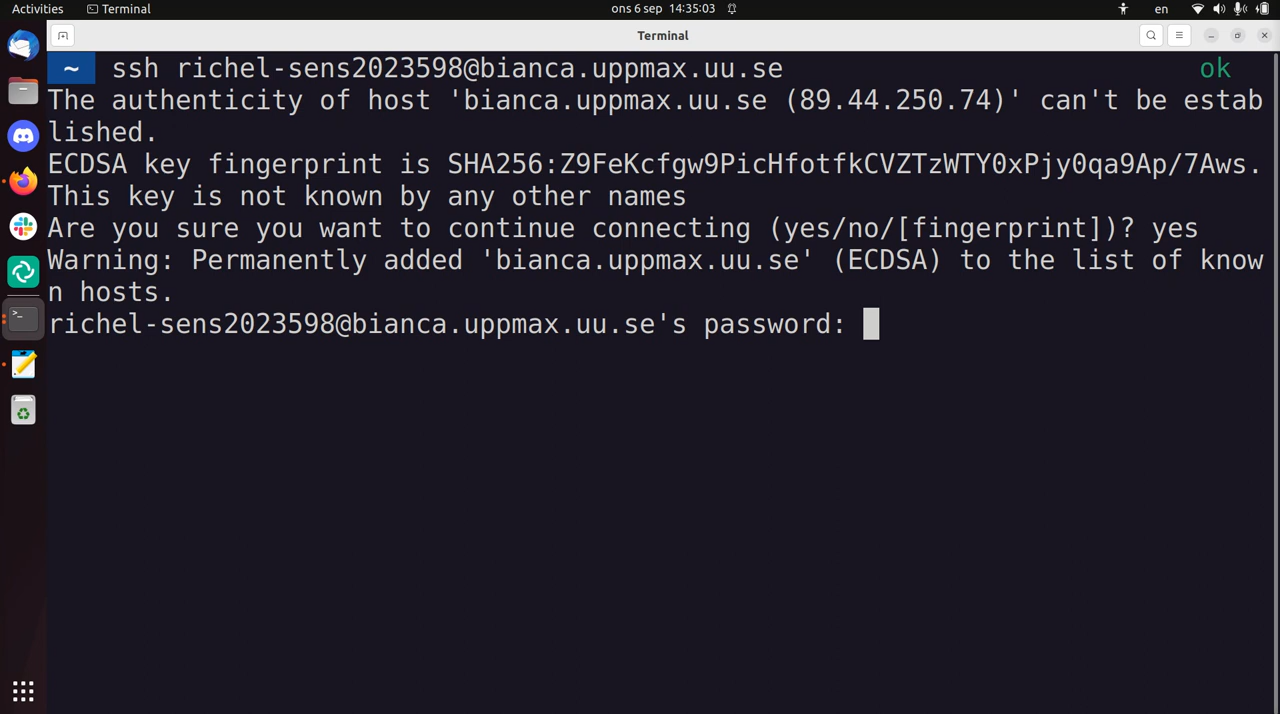 Activities
Terminal
ons 6 sep 14:35:03
en
Terminal
~ ssh richel-sens2023598@bianca.uppmax.uu.se ok
The authenticity of host 'bianca.uppmax.uu.se (89.44.250.74)' can't be estab
lished.
ECDSA key fingerprint is SHA256:Z9FeKcfgw9PicHfotfkCVZTzWTY0xPjy0qa9Ap/7Aws.
This key is not known by any other names
Are you sure you want to continue connecting (yes/no/[fingerprint])? yes
Warning: Permanently added 'bianca.uppmax.uu.se' (ECDSA) to the list of know
n hosts.
richel-sens2023598@bianca.uppmax.uu.se's password: